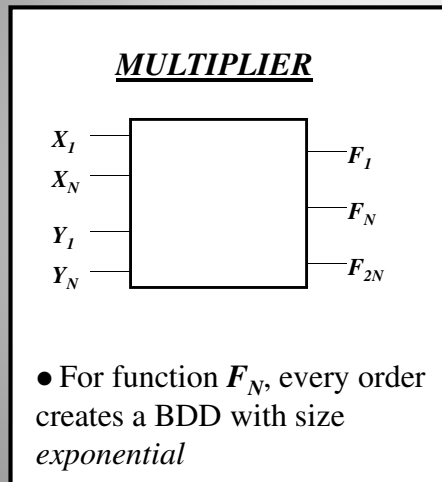 MULTIPLIER
X1
XN
Y1
YN
F1
FN
F2N
● For function FN, every order
creates a BDD with size
exponential